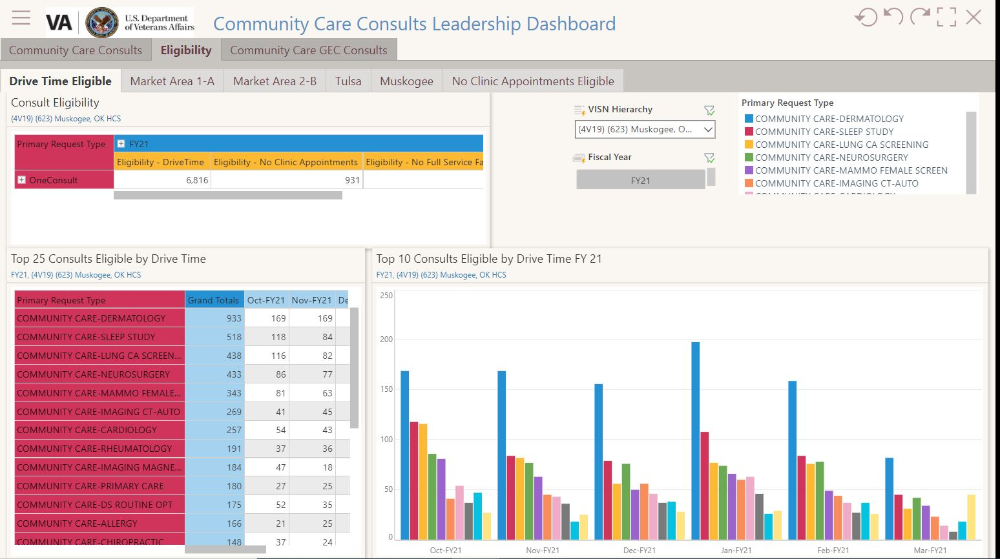 VA
U.S. Department
of Veterans Affairs
Community Care Consults Leadership Dashboard
Community Care Consults
Eligibility
Community Care GEC Consults
Drive Time Eligible
Market Area 1-A
Market Area 2-B
Tulsa
Muskogee
No Clinic Appointments Eligible
Consult Eligibility
(4V19) (623) Muskogee, OK HCS
Primary Request Type
FY21
Eligibility - DriveTime
Eligibility - No Clinic Appointments
Eligibility - No Full Service Fa
OneConsult
6,816
931
VISN Hierarchy
(4V19) (623) Muskogee, O...
Fiscal Year
FY21
Primary Request Type
COMMUNITY CARE-DERMATOLOGY
COMMUNITY CARE-SLEEP STUDY
COMMUNITY CARE-LUNG CA SCREENING
COMMUNITY CARE-NEUROSURGERY
COMMUNITY CARE-MAMMO FEMALE SCREEN
COMMUNITY CARE-IMAGING CT-AUTO
COMMUNITY CARE-CARDIOLOGY
Top 25 Consults Eligible by Drive Time
FY21, (4V19) (623) Muskogee, OK HCS
Primary Request Type Grand Totals Oct-FY21 Nov-FY21 De
COMMUNITY CARE-DERMATOLOGY 933 169 169
COMMUNITY CARE-SLEEP STUDY 518 118 84
COMMUNITY CARE-LUNG CA SCREEN... 438 116 82
COMMUNITY CARE-NEUROSURGERY 433 86 77
COMMUNITY CARE-MAMMO FEMALE... 343 81 63
COMMUNITY CARE-IMAGING CT-AUTO 269 41 45
COMMUNITY CARE-CARDIOLOGY 257 54 43
COMMUNITY CARE-RHEUMATOLOGY 191 37 36
COMMUNITY CARE-IMAGING MAGNE... 184 47 18
COMMUNITY CARE-PRIMARY CARE 180 27 25
COMMUNITY CARE-DS ROUTINE OPT 175 52 35
COMMUNITY CARE-ALLERGY 166 21 25
COMMUNITY CARE-CHIROPRACTIC 148 37 24
Top 10 Consults Eligible by Drive Time FY 21
FY21, (4V19) (623) Muskogee, OK HCS
250
200
150
100
50
0
Oct-FY21 Nov-FY21 Dec-FY21 Jan-FY21 Feb-FY21 Mar-FY21